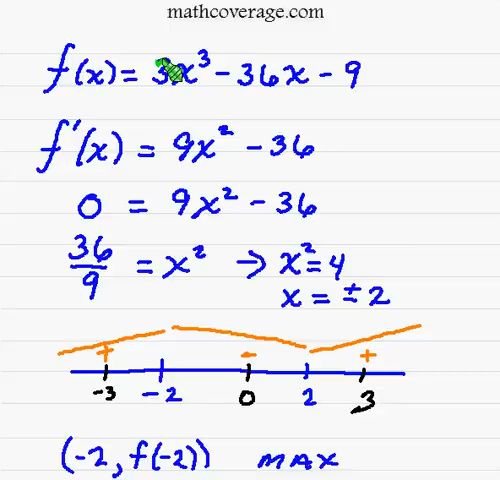 mathcoverage.com
f(x) = 3x³ - 36x - 9
f'(x) = 9x² - 36
0 = 9x² - 36
36/9 = x² → x² = 4
x = ±2
+ - +
-3 -2 0 2 3
(-2, f(-2)) MAX